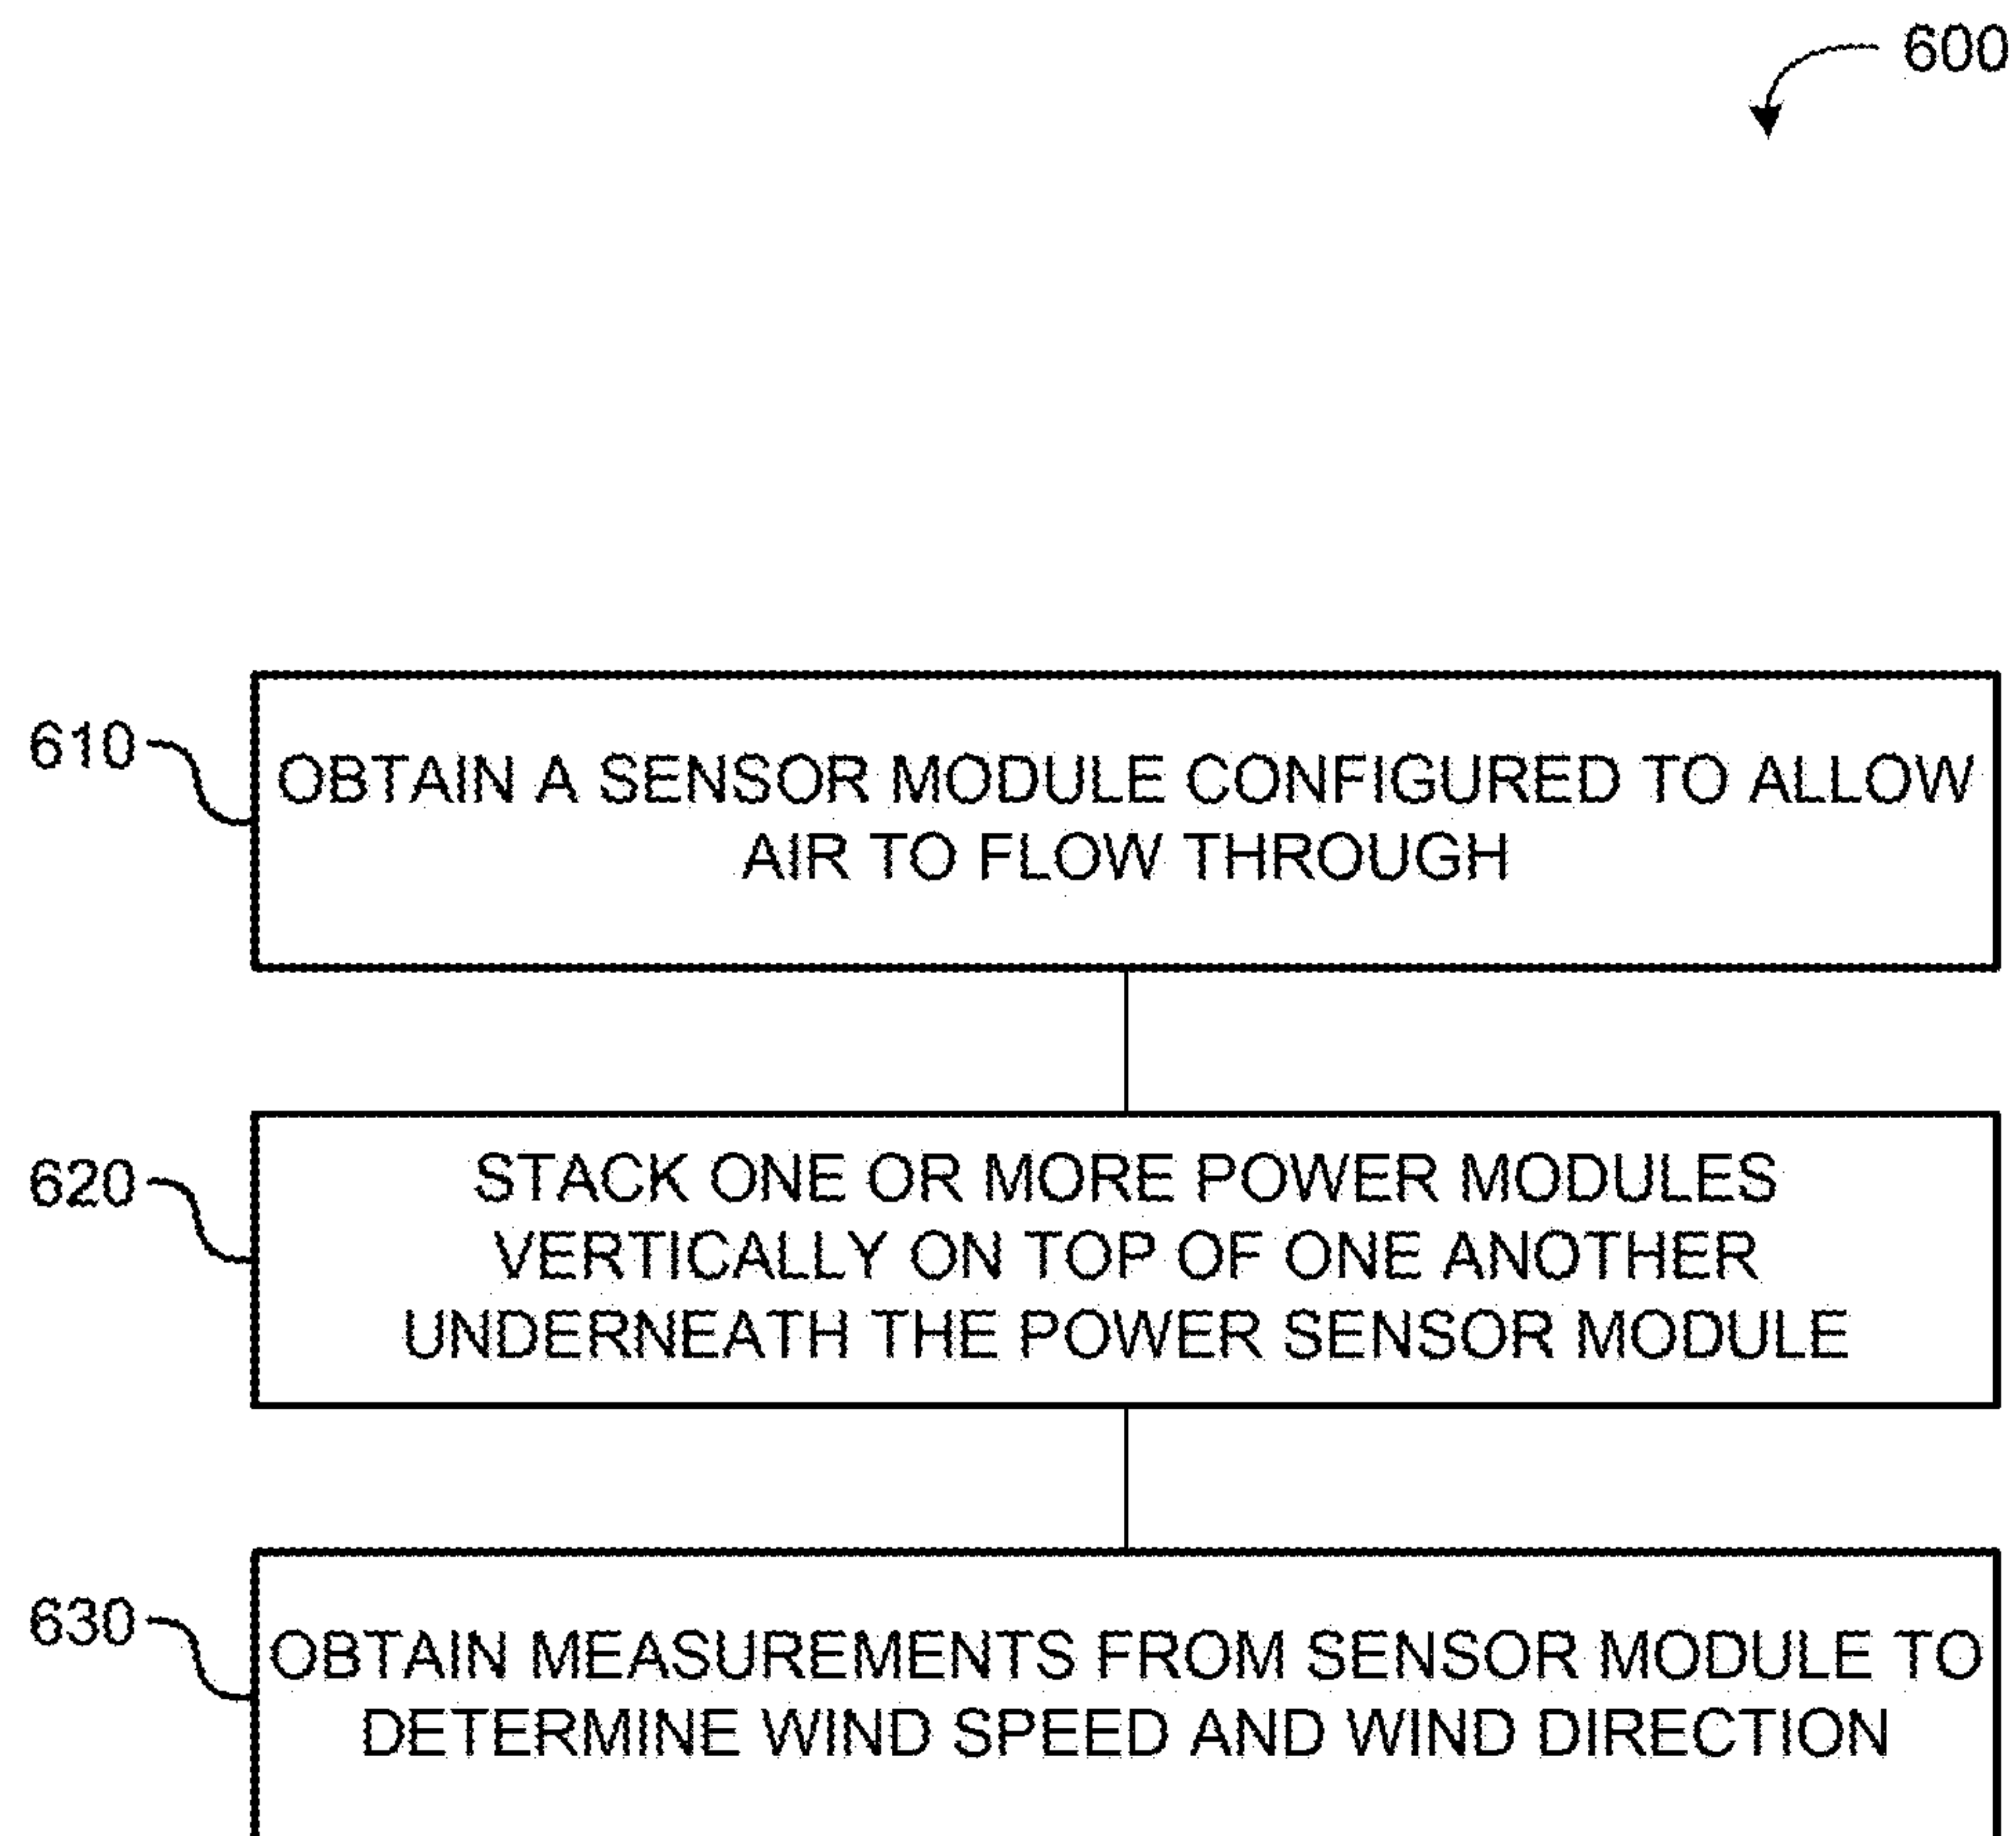 600
610
OBTAIN A SENSOR MODULE CONFIGURED TO ALLOW
AIR TO FLOW THROUGH
620
STACK ONE OR MORE POWER MODULES
VERTICALLY ON TOP OF ONE ANOTHER
UNDERNEATH THE POWER SENSOR MODULE
630
OBTAIN MEASUREMENTS FROM SENSOR MODULE TO
DETERMINE WIND SPEED AND WIND DIRECTION